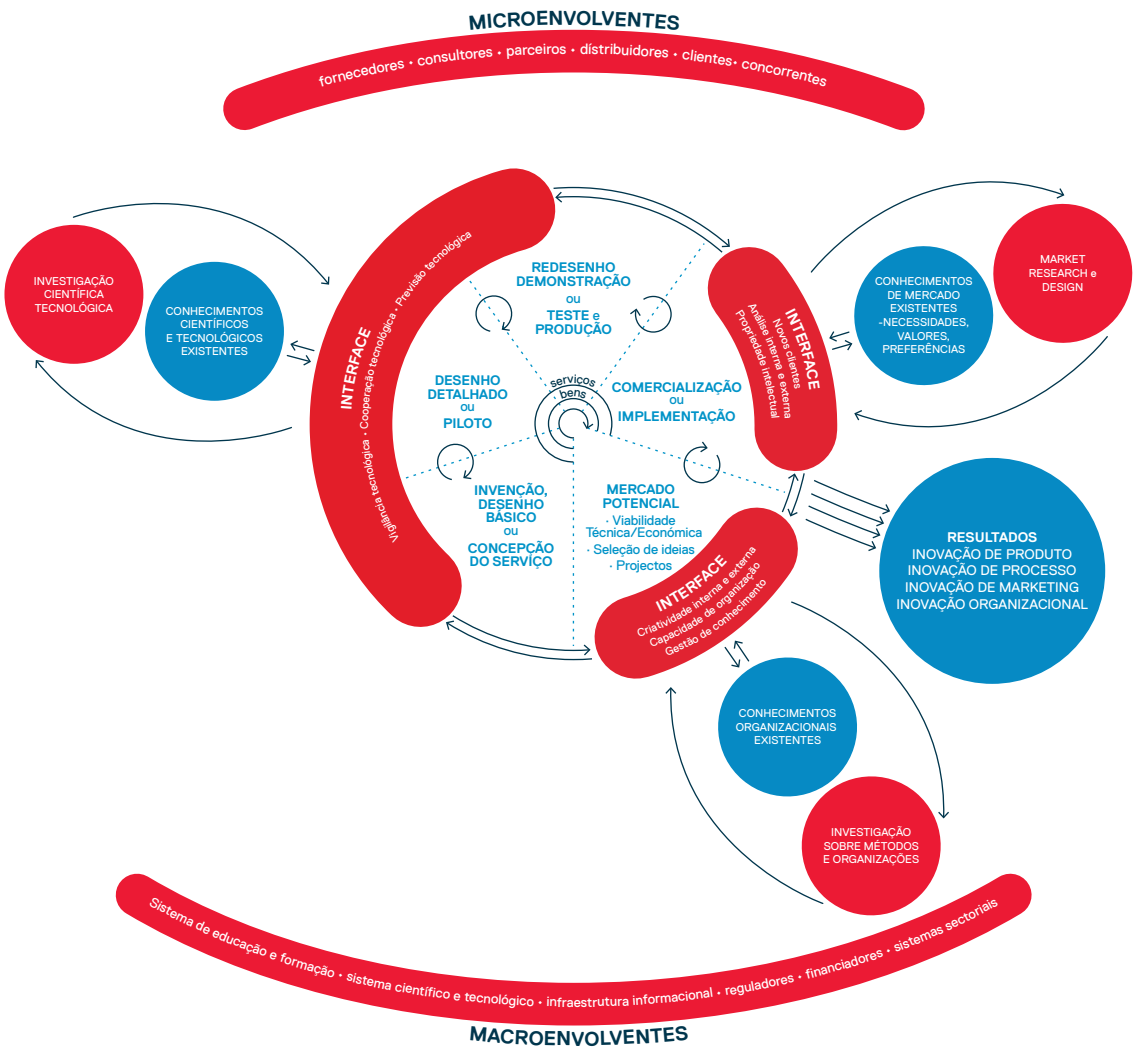 MICROENVOLVENTES
fornecedores • consultores • parceiros • distribuidores • clientes• concorrentes
INVESTIGAÇÃO
CIENTÍFICA
TECNOLÓGICA
CONHECIMENTOS
CIENTÍFICOS
E TECNOLÓGICOS
EXISTENTES
INTERFACE
Vigilância tecnológica • Cooperação tecnológica • Previsão tecnológica
REDESENHO
DEMONSTRAÇÃO
ou
TESTE e
PRODUÇÃO
DESENHO
DETALHADO
ou
PILOTO
serviços
bens
COMERCIALIZAÇÃO
ou
IMPLEMENTAÇÃO
INVENÇÃO,
DESENHO
BÁSICO
ou
CONCEPÇÃO
DO SERVIÇO
MERCADO
POTENCIAL
· Viabilidade
Técnica/Económica
· Seleção de ideias
· Projectos
INTERFACE
Novos clientes
Análise interna e externa
Propriedade intelectual
CONHECIMENTOS
DE MERCADO
EXISTENTES
-NECESSIDADES,
VALORES,
PREFERÊNCIAS
MARKET
RESEARCH e
DESIGN
INTERFACE
Criatividade interna e externa
Capacidade de organização
Gestão de conhecimento
RESULTADOS
INOVAÇÃO DE PRODUTO
INOVAÇÃO DE PROCESSO
INOVAÇÃO DE MARKETING
INOVAÇÃO ORGANIZACIONAL
CONHECIMENTOS
ORGANIZACIONAIS
EXISTENTES
INVESTIGAÇÃO
SOBRE MÉTODOS
E ORGANIZAÇÕES
Sistema de educação e formação • sistema científico e tecnológico • infraestrutura informacional • reguladores • financiadores • sistemas sectoriais
MACROENVOLVENTES